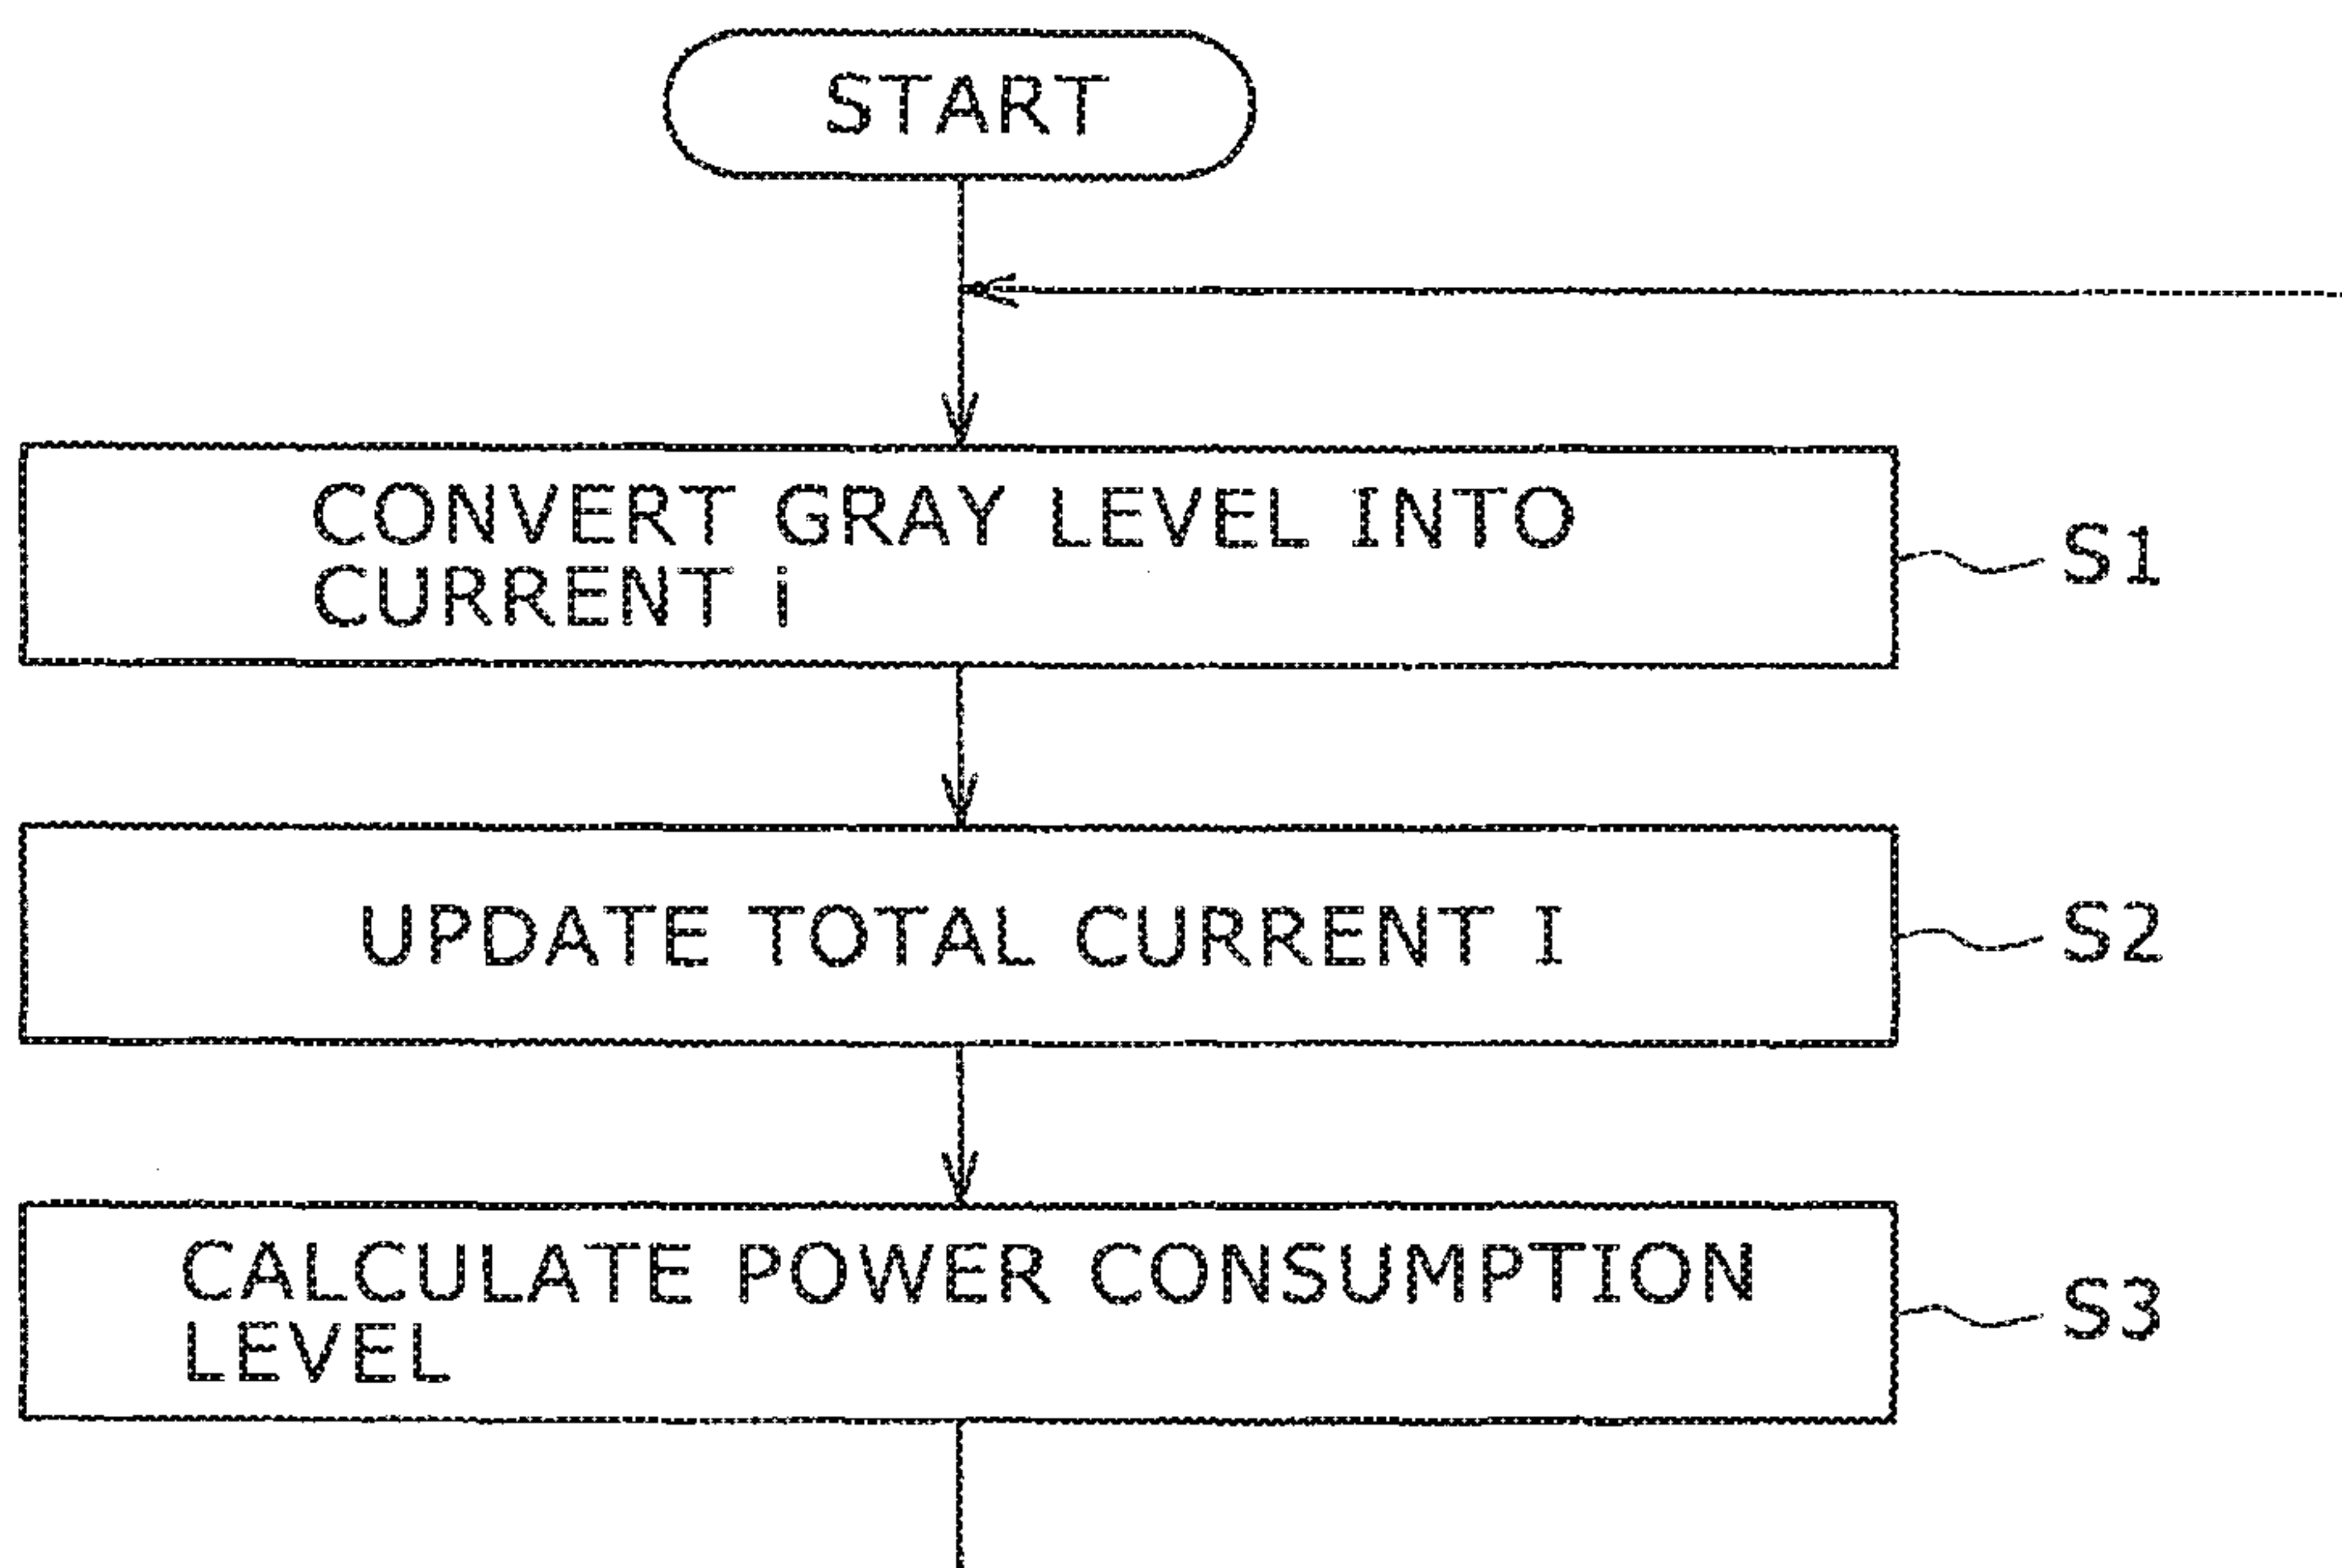 START
CONVERT GRAY LEVEL INTO
CURRENT i
S1
UPDATE TOTAL CURRENT I
S2
CALCULATE POWER CONSUMPTION
LEVEL
S3